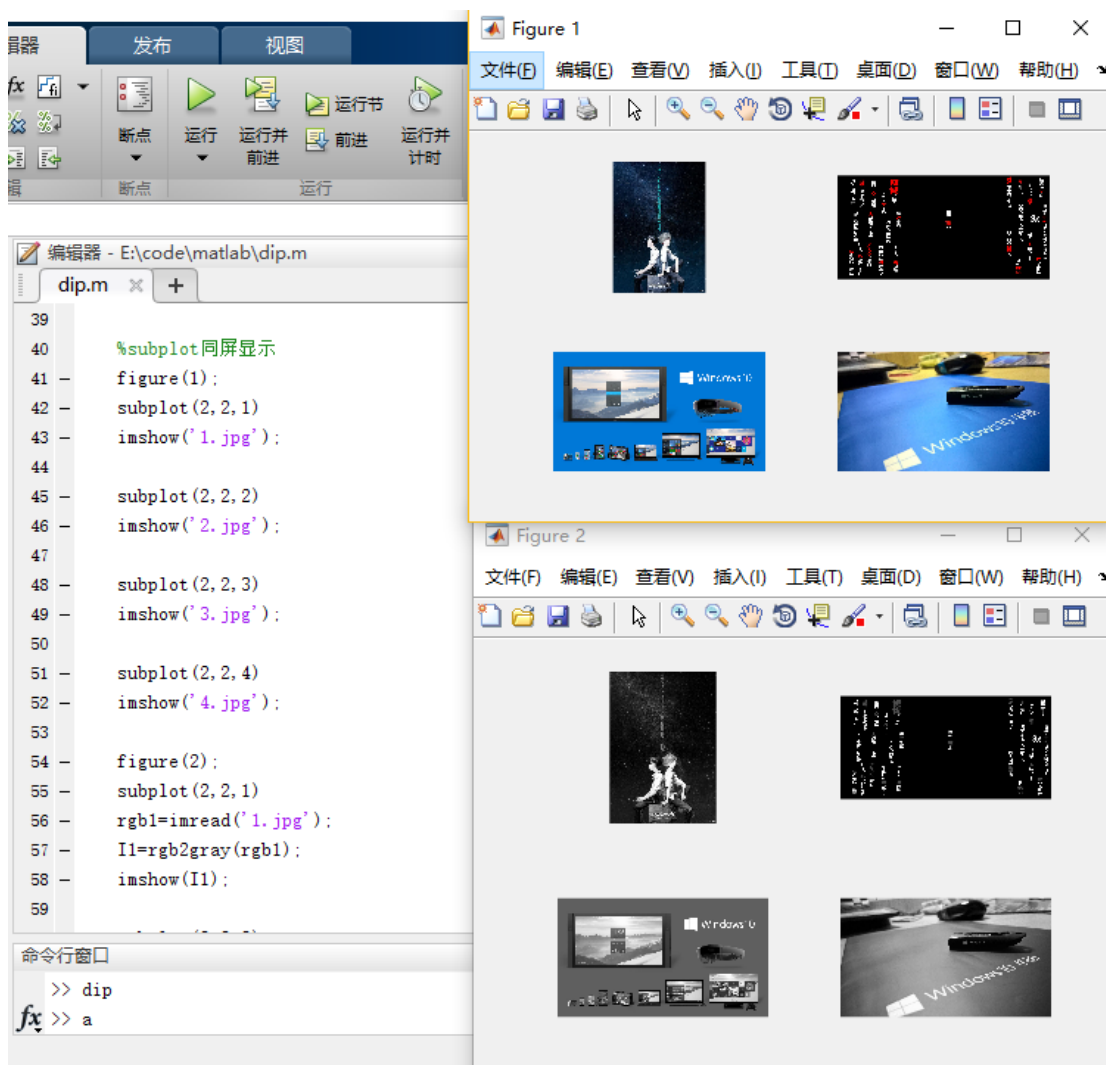 辑器
发布
视图
fx
断点
运行
运行并
前进
运行节
前进
运行并
计时
辑
断点
运行
编辑器 - E:\code\matlab\dip.m
dip.m
+
39
40 %subplot同屏显示
41 – figure(1);
42 – subplot(2,2,1)
43 – imshow('1.jpg');
44
45 – subplot(2,2,2)
46 – imshow('2.jpg');
47
48 – subplot(2,2,3)
49 – imshow('3.jpg');
50
51 – subplot(2,2,4)
52 – imshow('4.jpg');
53
54 – figure(2);
55 – subplot(2,2,1)
56 – rgb1=imread('1.jpg');
57 – I1=rgb2gray(rgb1);
58 – imshow(I1);
59
命令行窗口
>> dip
fx >> a
Figure 1
文件(F) 编辑(E) 查看(V) 插入(I) 工具(T) 桌面(D) 窗口(W) 帮助(H)
Windows 10
Windows10
Figure 2
文件(F) 编辑(E) 查看(V) 插入(I) 工具(T) 桌面(D) 窗口(W) 帮助(H)
Windows 10
Windows10